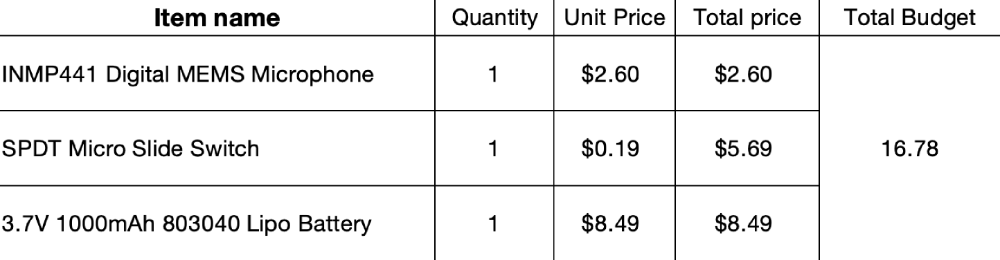 Item name Quantity Unit Price Total price Total Budget
INMP441 Digital MEMS Microphone 1 $2.60 $2.60
SPDT Micro Slide Switch 1 $0.19 $5.69 16.78
3.7V 1000mAh 803040 Lipo Battery 1 $8.49 $8.49